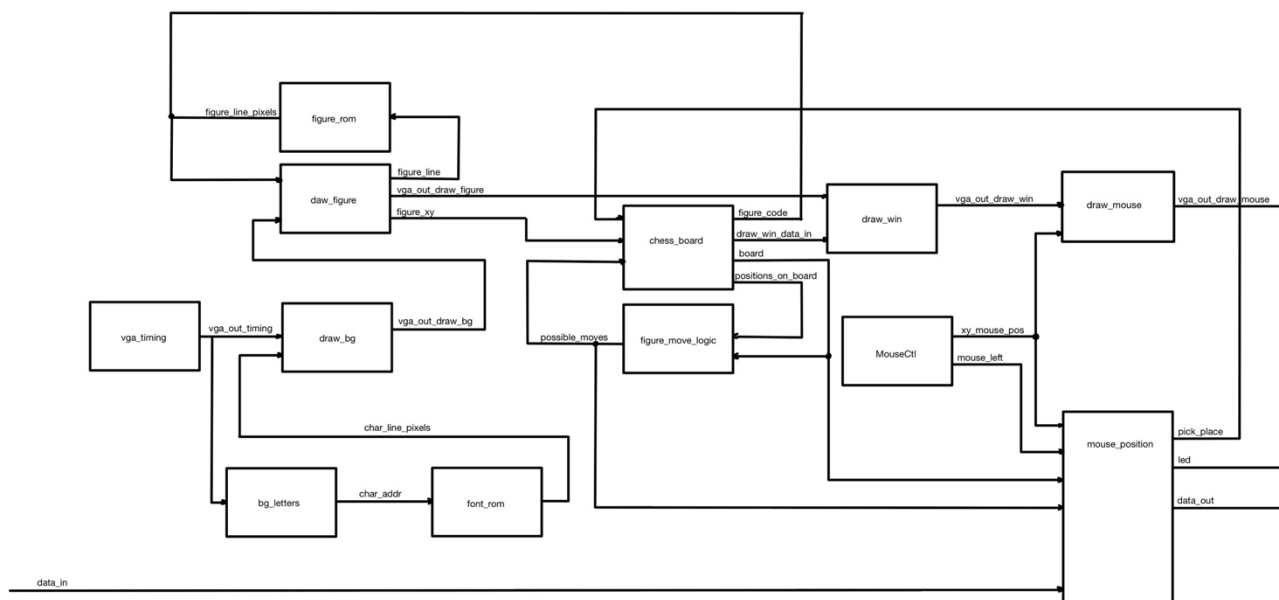 figure_line_pixels
figure_rom
figure_line
daw_figure
vga_out_draw_figure
figure_xy
chess_board
figure_code
draw_win_data_in
board
positions_on_board
draw_win
vga_out_draw_win
draw_mouse
vga_out_draw_mouse
vga_timing
vga_out_timing
draw_bg
vga_out_draw_bg
possible_moves
figure_move_logic
MouseCtl
xy_mouse_pos
mouse_left
char_line_pixels
mouse_position
pick_place
led
data_out
bg_letters
char_addr
font_rom
data_in